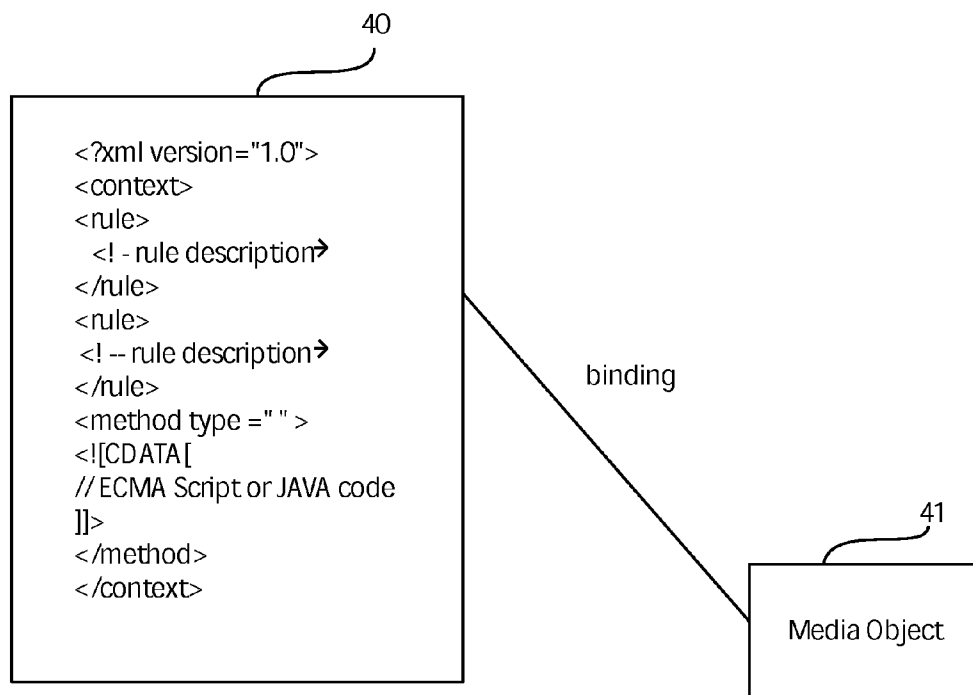 40
<?xml version="1.0">
<context>
<rule>
<! - rule description→
</rule>
<rule>
<! -- rule description→
</rule>
<method type =" " >
<![CDATA[
// ECMA Script or JAVA code
]]>
</method>
</context>
binding
41
Media Object